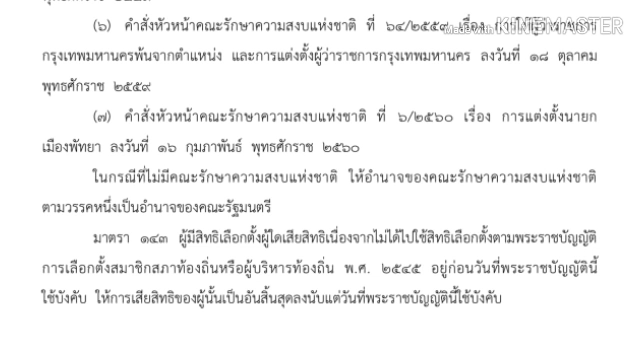 (๖) คำสั่งหัวหน้าคณะรักษาความสงบแห่งชาติ ที่ ๖๔/๒๕๕๙ เรื่อง การให้ผู้ว่าราชการ
Made with KINEMASTER
กรุงเทพมหานครพ้นจากตำแหน่ง และการแต่งตั้งผู้ว่าราชการกรุงเทพมหานคร ลงวันที่ ๑๘ ตุลาคม
พุทธศักราช ๒๕๕๙
(๗) คำสั่งหัวหน้าคณะรักษาความสงบแห่งชาติ ที่ ๖/๒๕๖๐ เรื่อง การแต่งตั้งนายก
เมืองพัทยา ลงวันที่ ๑๖ กุมภาพันธ์ พุทธศักราช ๒๕๖๐
ในกรณีที่ไม่มีคณะรักษาความสงบแห่งชาติ ให้อำนาจของคณะรักษาความสงบแห่งชาติ
ตามวรรคหนึ่งเป็นอำนาจของคณะรัฐมนตรี
มาตรา ๑๔๓ ผู้มีสิทธิเลือกตั้งผู้ใดเสียสิทธิเนื่องจากไม่ได้ไปใช้สิทธิเลือกตั้งตามพระราชบัญญัติ
การเลือกตั้งสมาชิกสภาท้องถิ่นหรือผู้บริหารท้องถิ่น พ.ศ. ๒๕๔๕ อยู่ก่อนวันที่พระราชบัญญัตินี้
ใช้บังคับ ให้การเสียสิทธิของผู้นั้นเป็นอันสิ้นสุดลงนับแต่วันที่พระราชบัญญัตินี้ใช้บังคับ